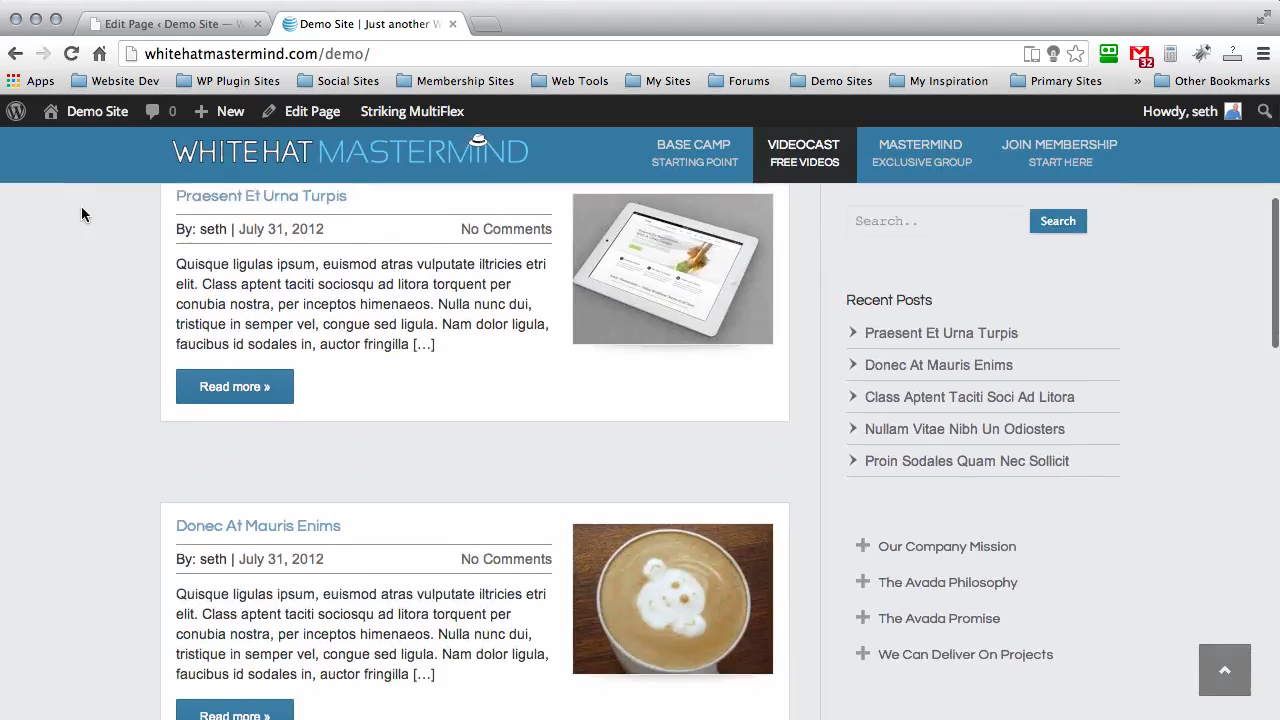 Edit Page ‹ Demo Site — W
Demo Site | Just another W
whitehatmastermind.com/demo/
32
?
Apps
Website Dev
WP Plugin Sites
Social Sites
Membership Sites
Web Tools
My Sites
Forums
Demo Sites
My Inspiration
Primary Sites
»
Other Bookmarks
Demo Site
0
New
Edit Page
Striking MultiFlex
Howdy, seth
WHITE HAT MASTERMIND
BASE CAMP
STARTING POINT
VIDEOCAST
FREE VIDEOS
MASTERMIND
EXCLUSIVE GROUP
JOIN MEMBERSHIP
START HERE
Praesent Et Urna Turpis
By: seth | July 31, 2012
No Comments
Quisque ligulas ipsum, euismod atras vulputate iltricies etri
elit. Class aptent taciti sociosqu ad litora torquent per
conubia nostra, per inceptos himenaeos. Nulla nunc dui,
tristique in semper vel, congue sed ligula. Nam dolor ligula,
faucibus id sodales in, auctor fringilla […]
Read more »
Donec At Mauris Enims
By: seth | July 31, 2012
No Comments
Quisque ligulas ipsum, euismod atras vulputate iltricies etri
elit. Class aptent taciti sociosqu ad litora torquent per
conubia nostra, per inceptos himenaeos. Nulla nunc dui,
tristique in semper vel, congue sed ligula. Nam dolor ligula,
faucibus id sodales in, auctor fringilla […]
Read more »
Search..
Search
Recent Posts
Praesent Et Urna Turpis
Donec At Mauris Enims
Class Aptent Taciti Soci Ad Litora
Nullam Vitae Nibh Un Odiosters
Proin Sodales Quam Nec Sollicit
Our Company Mission
The Avada Philosophy
The Avada Promise
We Can Deliver On Projects